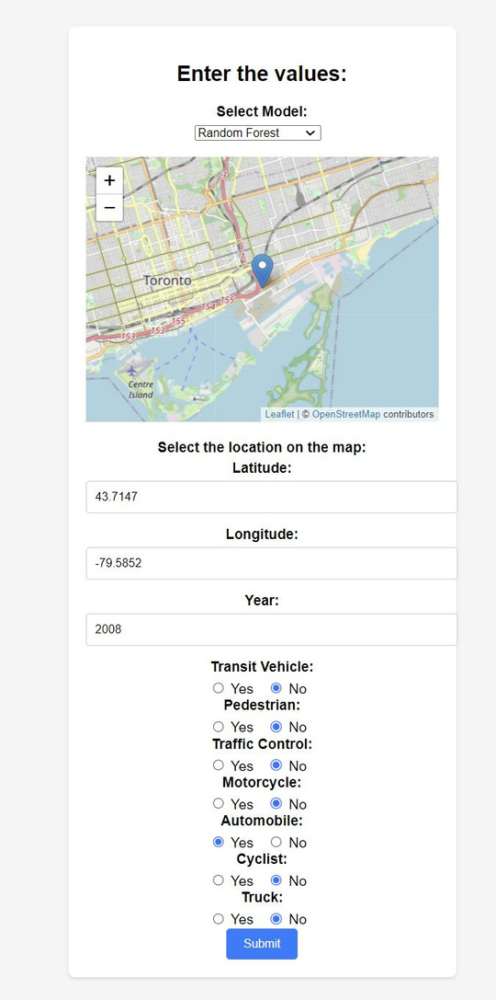 Enter the values:
Select Model:
Random Forest
+
−
3
Toronto
155
154
155
153
153
Centre
Island
Leaflet | © OpenStreetMap contributors
Select the location on the map:
Latitude:
43.7147
Longitude:
-79.5852
Year:
2008
Transit Vehicle:
Yes No
Pedestrian:
Yes No
Traffic Control:
Yes No
Motorcycle:
Yes No
Automobile:
Yes No
Cyclist:
Yes No
Truck:
Yes No
Submit